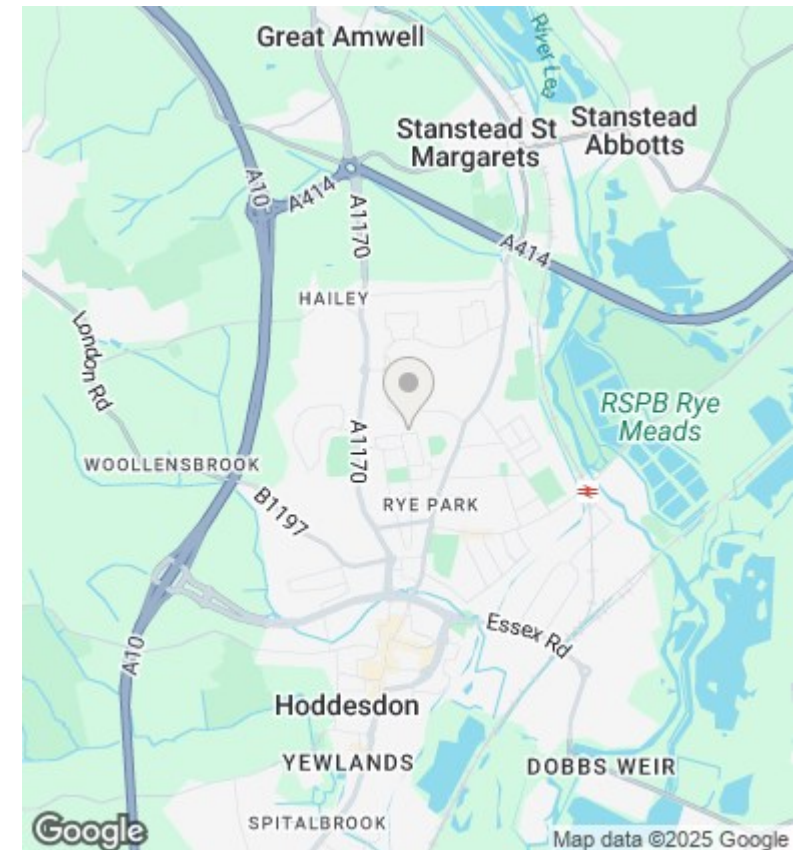 Great Amwell
River Lea
Stanstead St
Margarets
Stanstead
Abbotts
A10
A414
A1170
A414
HAILEY
London Rd
RSPB Rye
Meads
A1170
WOOLLENSBROOK
B1197
RYE PARK
Essex Rd
A10
Hoddesdon
YEWLANDS
DOBBS WEIR
SPITALBROOK
Google
Map data ©2025 Google